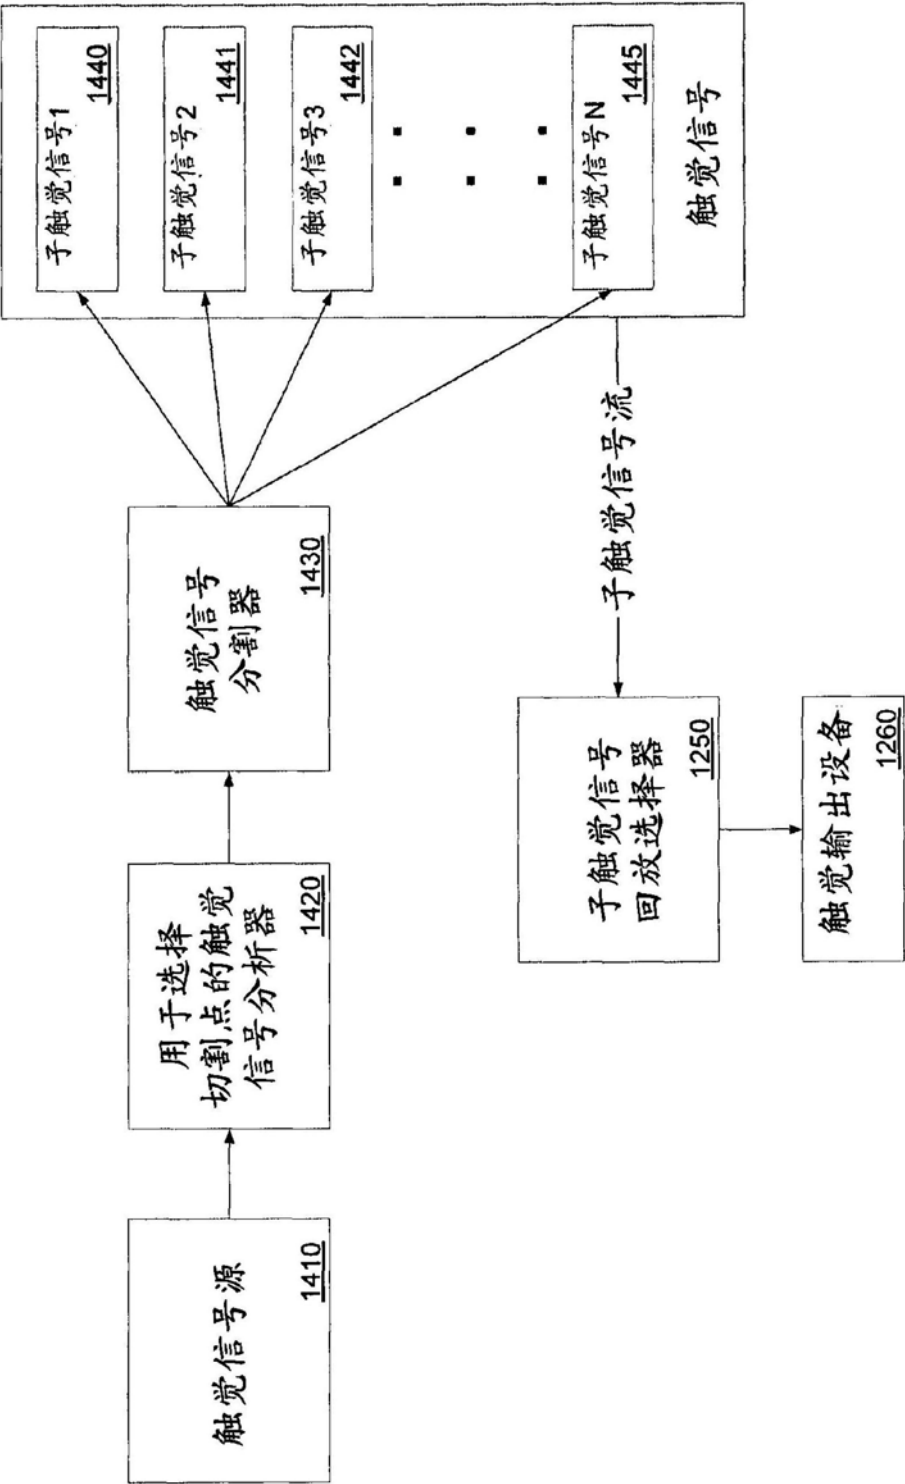 触觉信号源
1410
用于选择
切割点的触觉
信号分析器
1420
触觉信号
分割器
1430
子触觉信号1
1440
子触觉信号2
1441
子触觉信号3
1442
子触觉信号N
1445
触觉信号
子触觉信号流
子触觉信号
回放选择器
1250
触觉输出设备
1260